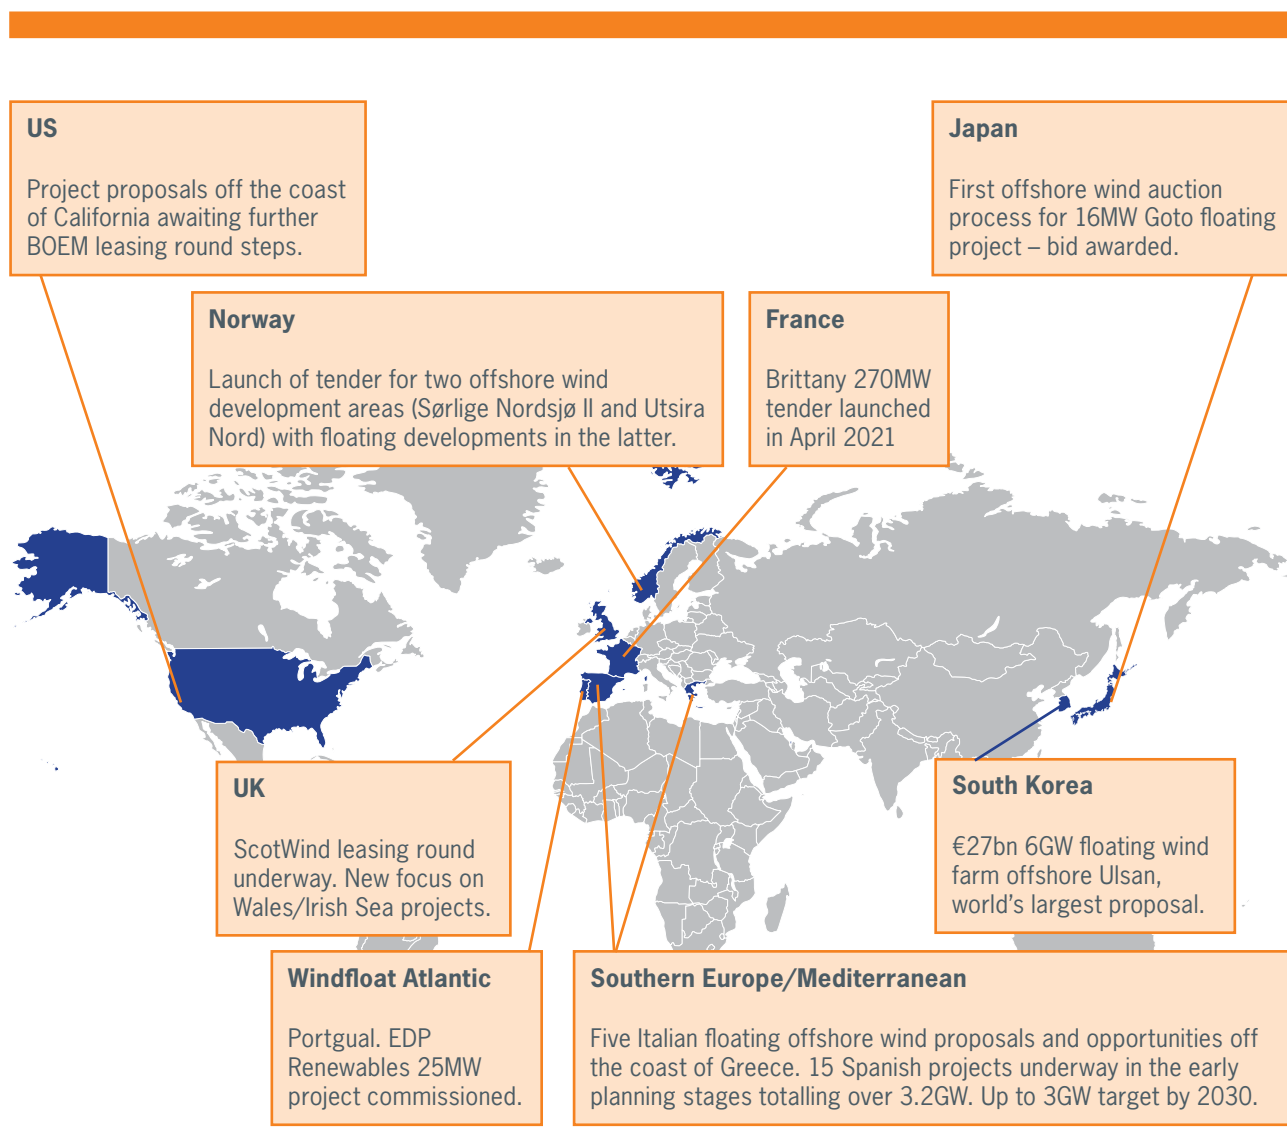 US
Project proposals off the coast
of California awaiting further
BOEM leasing round steps.
Japan
First offshore wind auction
process for 16MW Goto floating
project – bid awarded.
Norway
Launch of tender for two offshore wind
development areas (Sørlige Nordsjø II and Utsira
Nord) with floating developments in the latter.
France
Brittany 270MW
tender launched
in April 2021
UK
ScotWind leasing round
underway. New focus on
Wales/Irish Sea projects.
South Korea
€27bn 6GW floating wind
farm offshore Ulsan,
world's largest proposal.
Windfloat Atlantic
Portgual. EDP
Renewables 25MW
project commissioned.
Southern Europe/Mediterranean
Five Italian floating offshore wind proposals and opportunities off
the coast of Greece. 15 Spanish projects underway in the early
planning stages totalling over 3.2GW. Up to 3GW target by 2030.